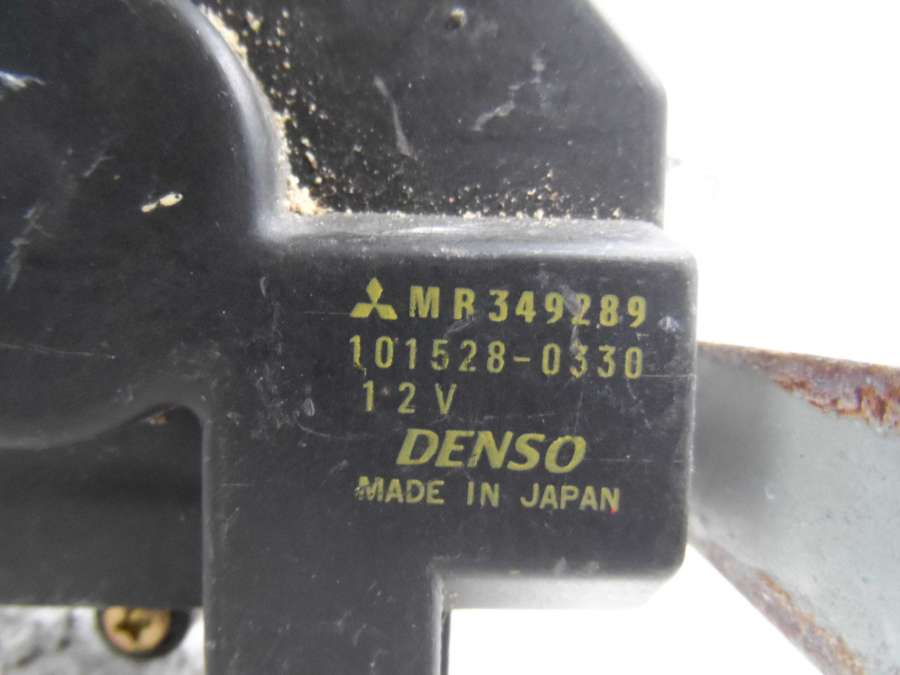 MR349289
101528-0330
12V
DENSO
MADE IN JAPAN